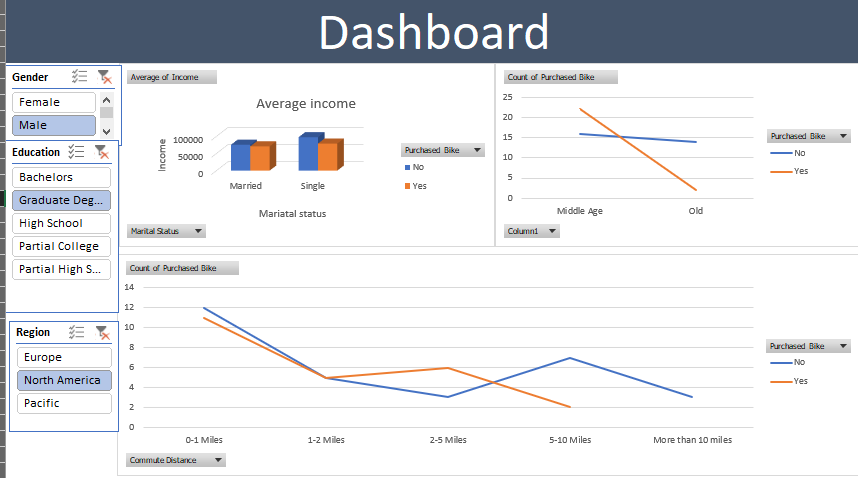 Dashboard
Gender
Female
Male
Education
Bachelors
Graduate Deg...
High School
Partial College
Partial High S...
Region
Europe
North America
Pacific
Average of Income
Average income
Income
100000
50000
0
Married
Single
Mariatal status
Purchased Bike
No
Yes
Marital Status
Count of Purchased Bike
25
20
15
10
5
0
Middle Age
Old
Purchased Bike
No
Yes
Column1
Count of Purchased Bike
14
12
10
8
6
4
2
0
0-1 Miles
1-2 Miles
2-5 Miles
5-10 Miles
More than 10 miles
Purchased Bike
No
Yes
Commute Distance